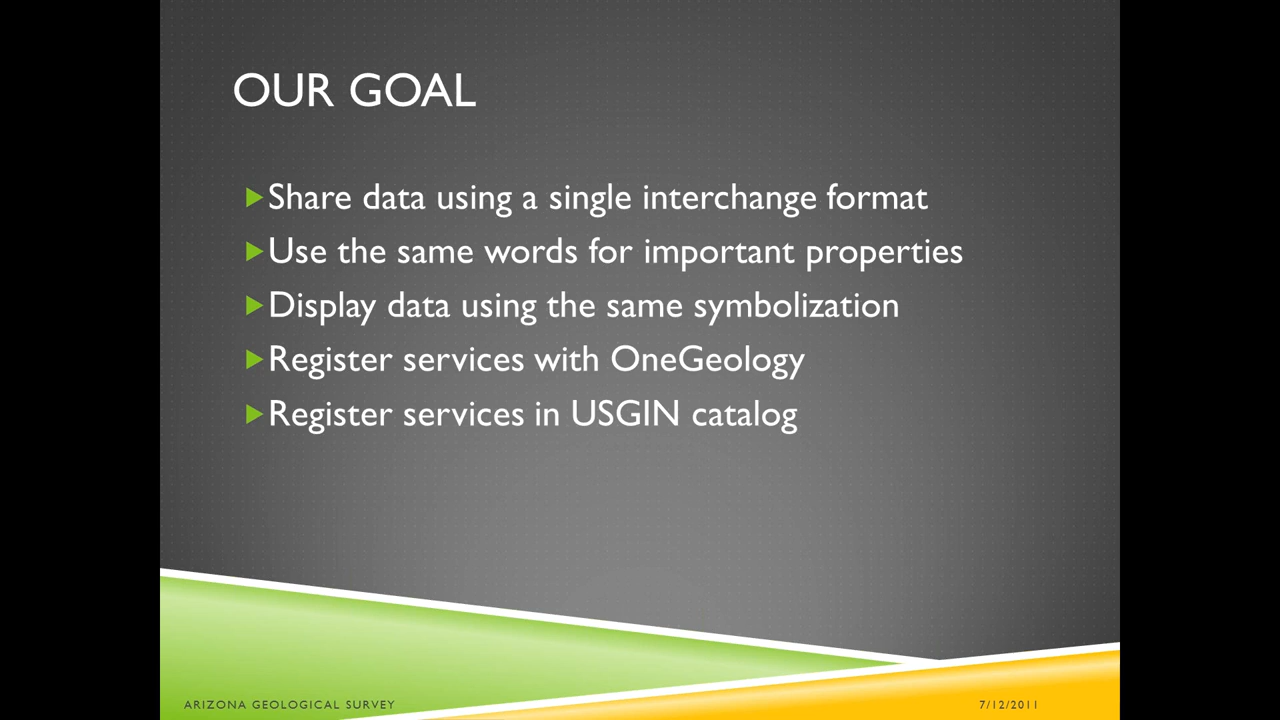 OUR GOAL
Share data using a single interchange format
Use the same words for important properties
Display data using the same symbolization
Register services with OneGeology
Register services in USGIN catalog
ARIZONA GEOLOGICAL SURVEY
7/12/2011